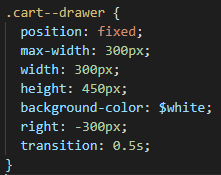 .cart--drawer {
position: fixed;
max-width: 300px;
width: 300px;
height: 450px;
background-color: $white;
right: -300px;
transition: 0.5s;
}